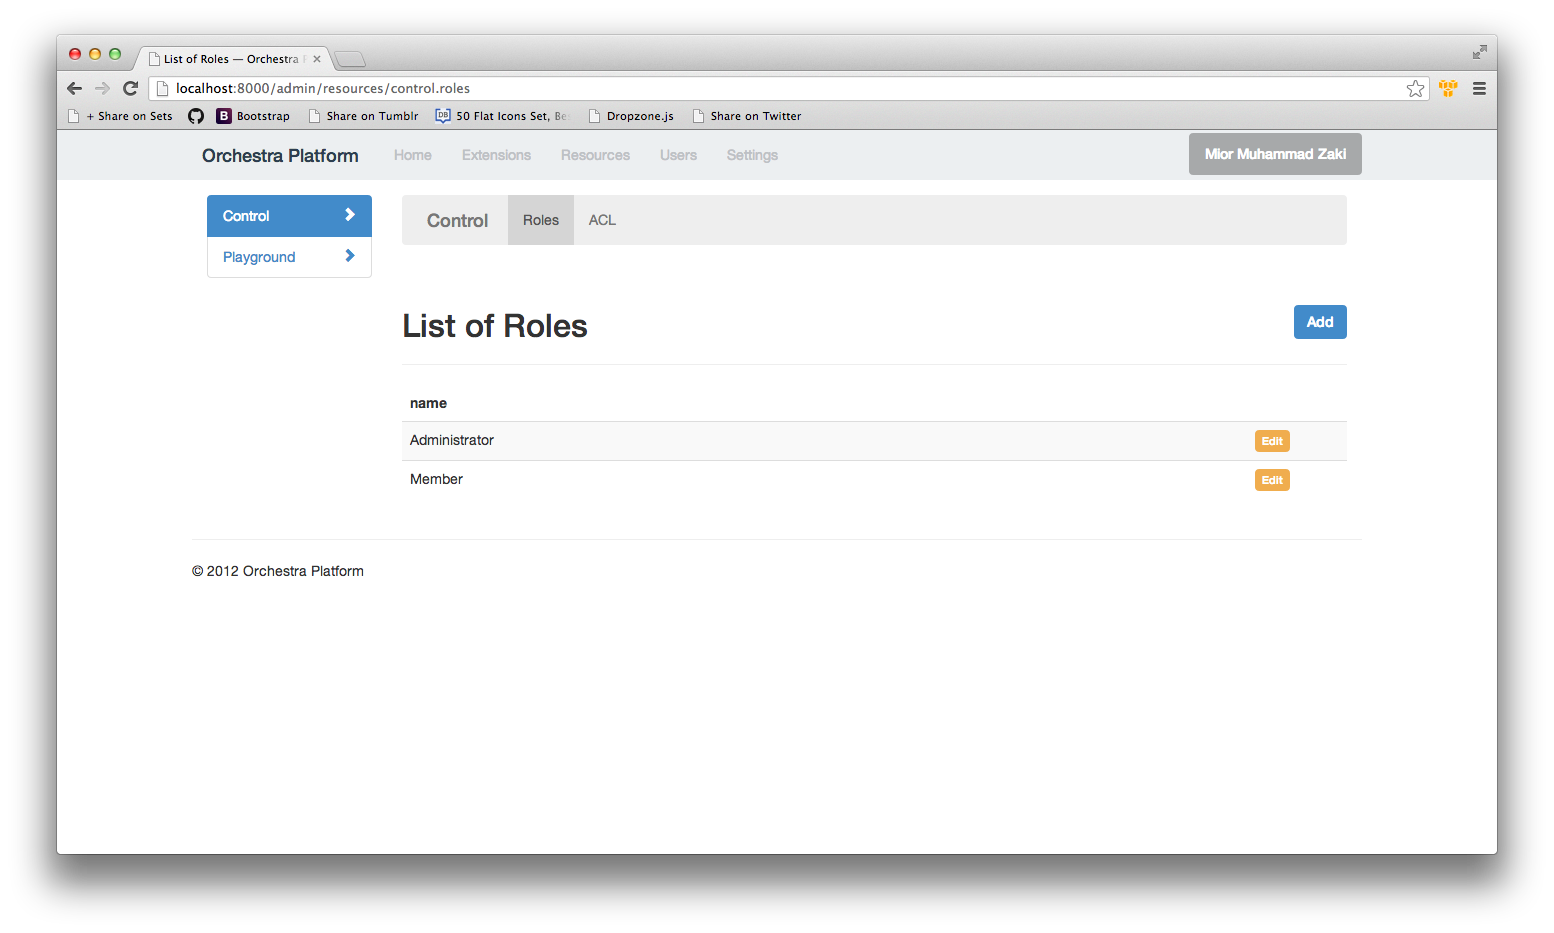 List of Roles — Orchestra
localhost:8000/admin/resources/control.roles
+ Share on Sets Bootstrap Share on Tumblr 50 Flat Icons Set, Be Dropzone.js Share on Twitter
Orchestra Platform Home Extensions Resources Users Settings Mior Muhammad Zaki
Control
Playground
Control Roles ACL
List of Roles Add
name
Administrator Edit
Member Edit
© 2012 Orchestra Platform